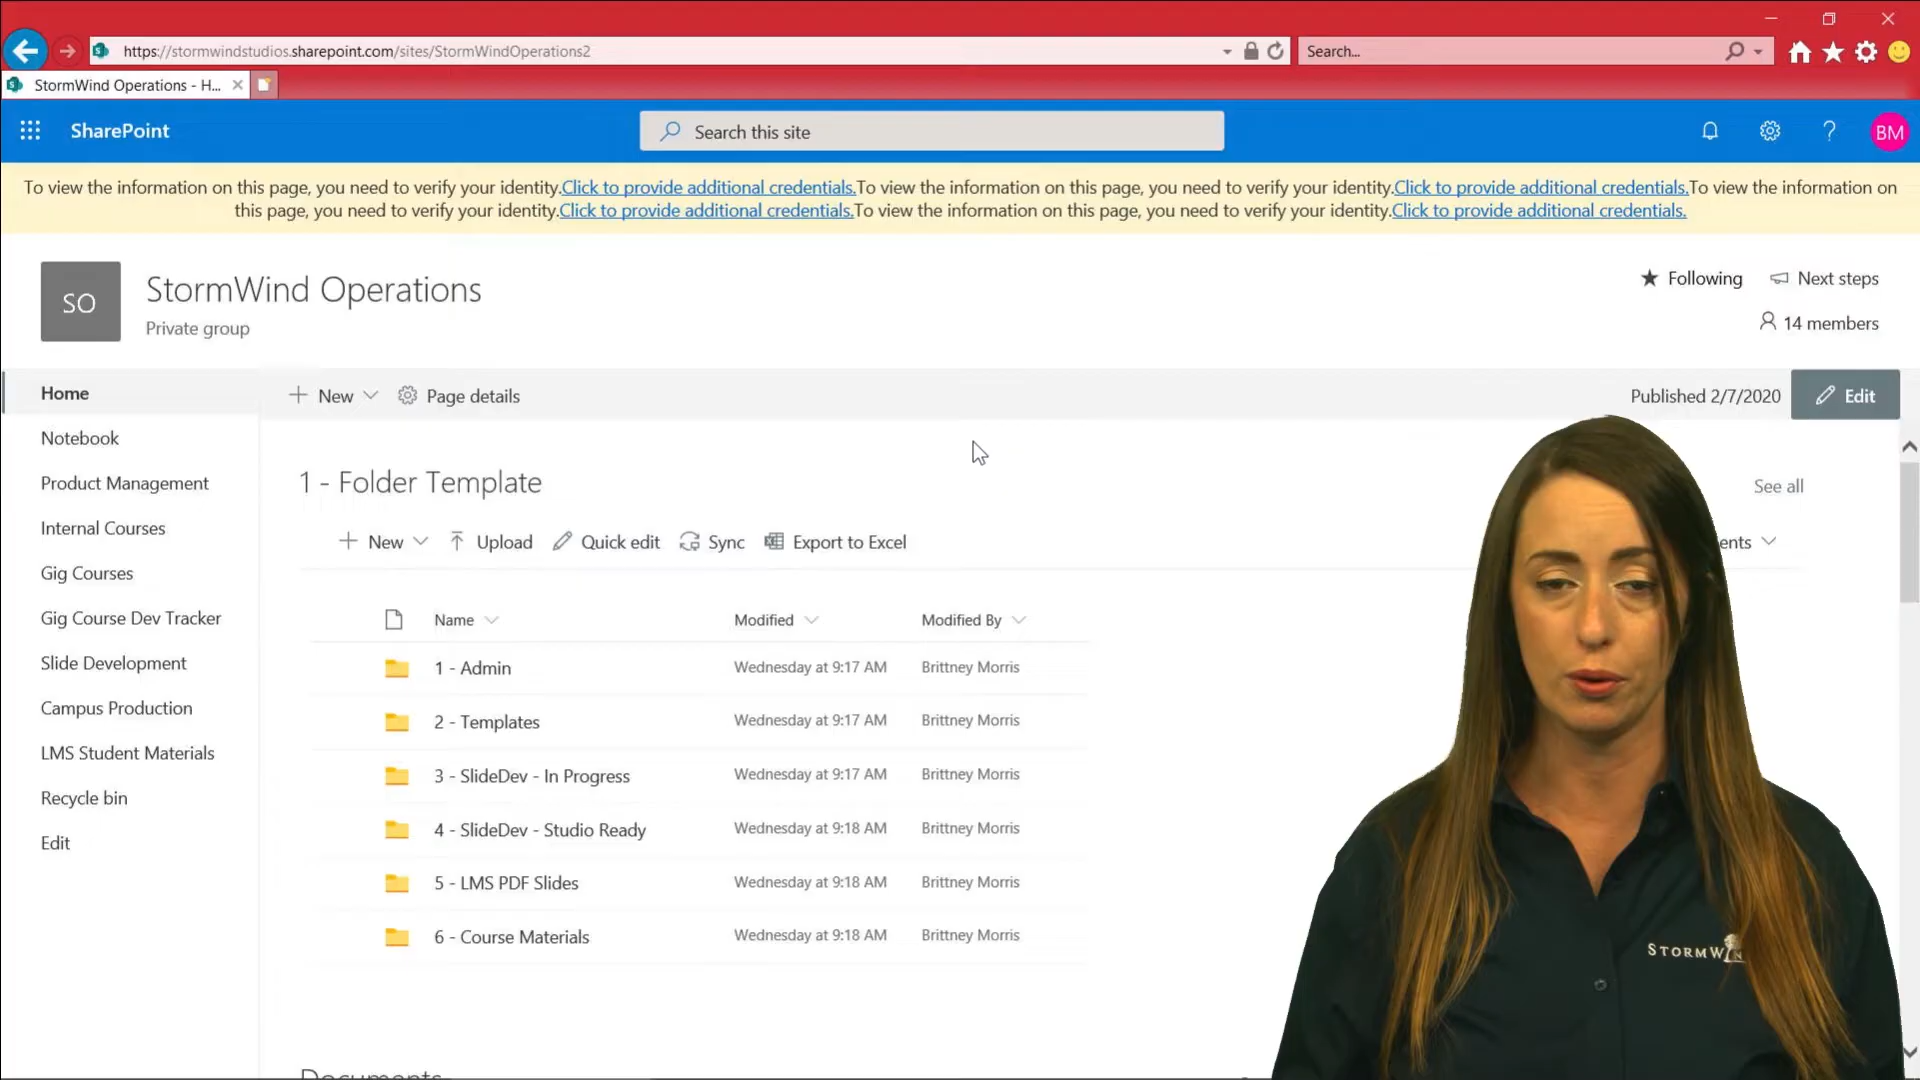 https://stormwindstudios.sharepoint.com/sites/StormWindOperations2
Search...
StormWind Operations - H...
SharePoint
Search this site
BM
To view the information on this page, you need to verify your identity.Click to provide additional credentials.To view the information on this page, you need to verify your identity.Click to provide additional credentials.To view the information on
this page, you need to verify your identity.Click to provide additional credentials.To view the information on this page, you need to verify your identity.Click to provide additional credentials.
SO
StormWind Operations
Private group
Following
Next steps
14 members
Home
New
Page details
Published 2/7/2020
Edit
Notebook
Product Management
Internal Courses
Gig Courses
Gig Course Dev Tracker
Slide Development
Campus Production
LMS Student Materials
Recycle bin
Edit
1 - Folder Template
See all
New
Upload
Quick edit
Sync
Export to Excel
Name
Modified
Modified By
1 - Admin
Wednesday at 9:17 AM
Brittney Morris
2 - Templates
Wednesday at 9:17 AM
Brittney Morris
3 - SlideDev - In Progress
Wednesday at 9:17 AM
Brittney Morris
4 - SlideDev - Studio Ready
Wednesday at 9:18 AM
Brittney Morris
5 - LMS PDF Slides
Wednesday at 9:18 AM
Brittney Morris
6 - Course Materials
Wednesday at 9:18 AM
Brittney Morris
Documents